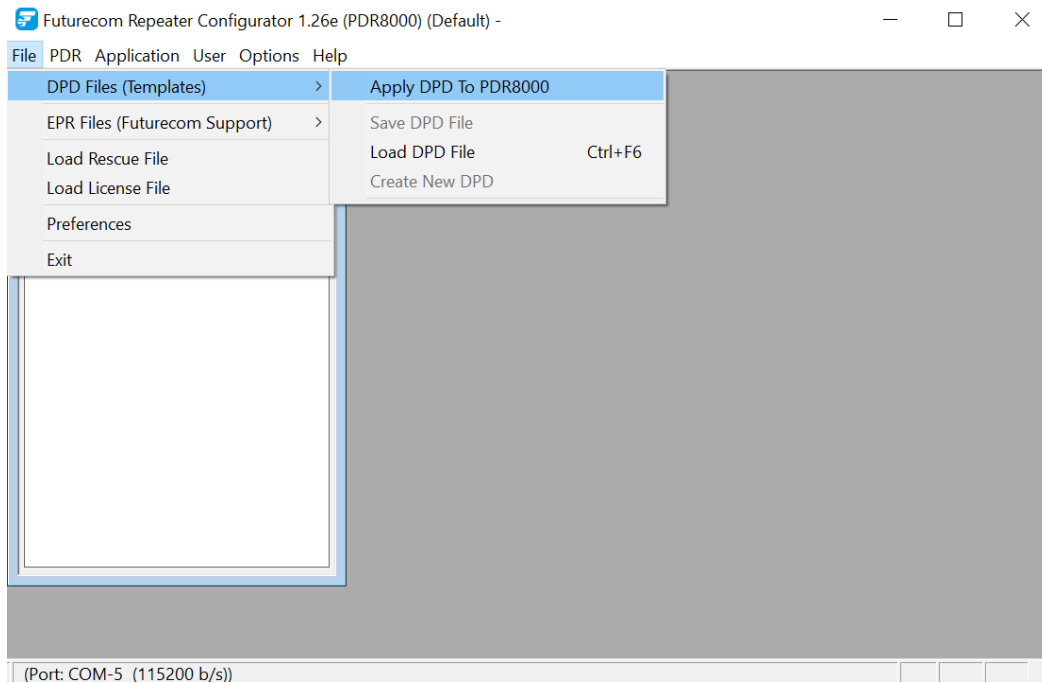 Futurecom Repeater Configurator 1.26e (PDR8000) (Default) -
File PDR Application User Options Help
DPD Files (Templates)
Apply DPD To PDR8000
EPR Files (Futurecom Support)
Save DPD File
Load Rescue File
Load DPD File Ctrl+F6
Load License File
Create New DPD
Preferences
Exit
(Port: COM-5 (115200 b/s))